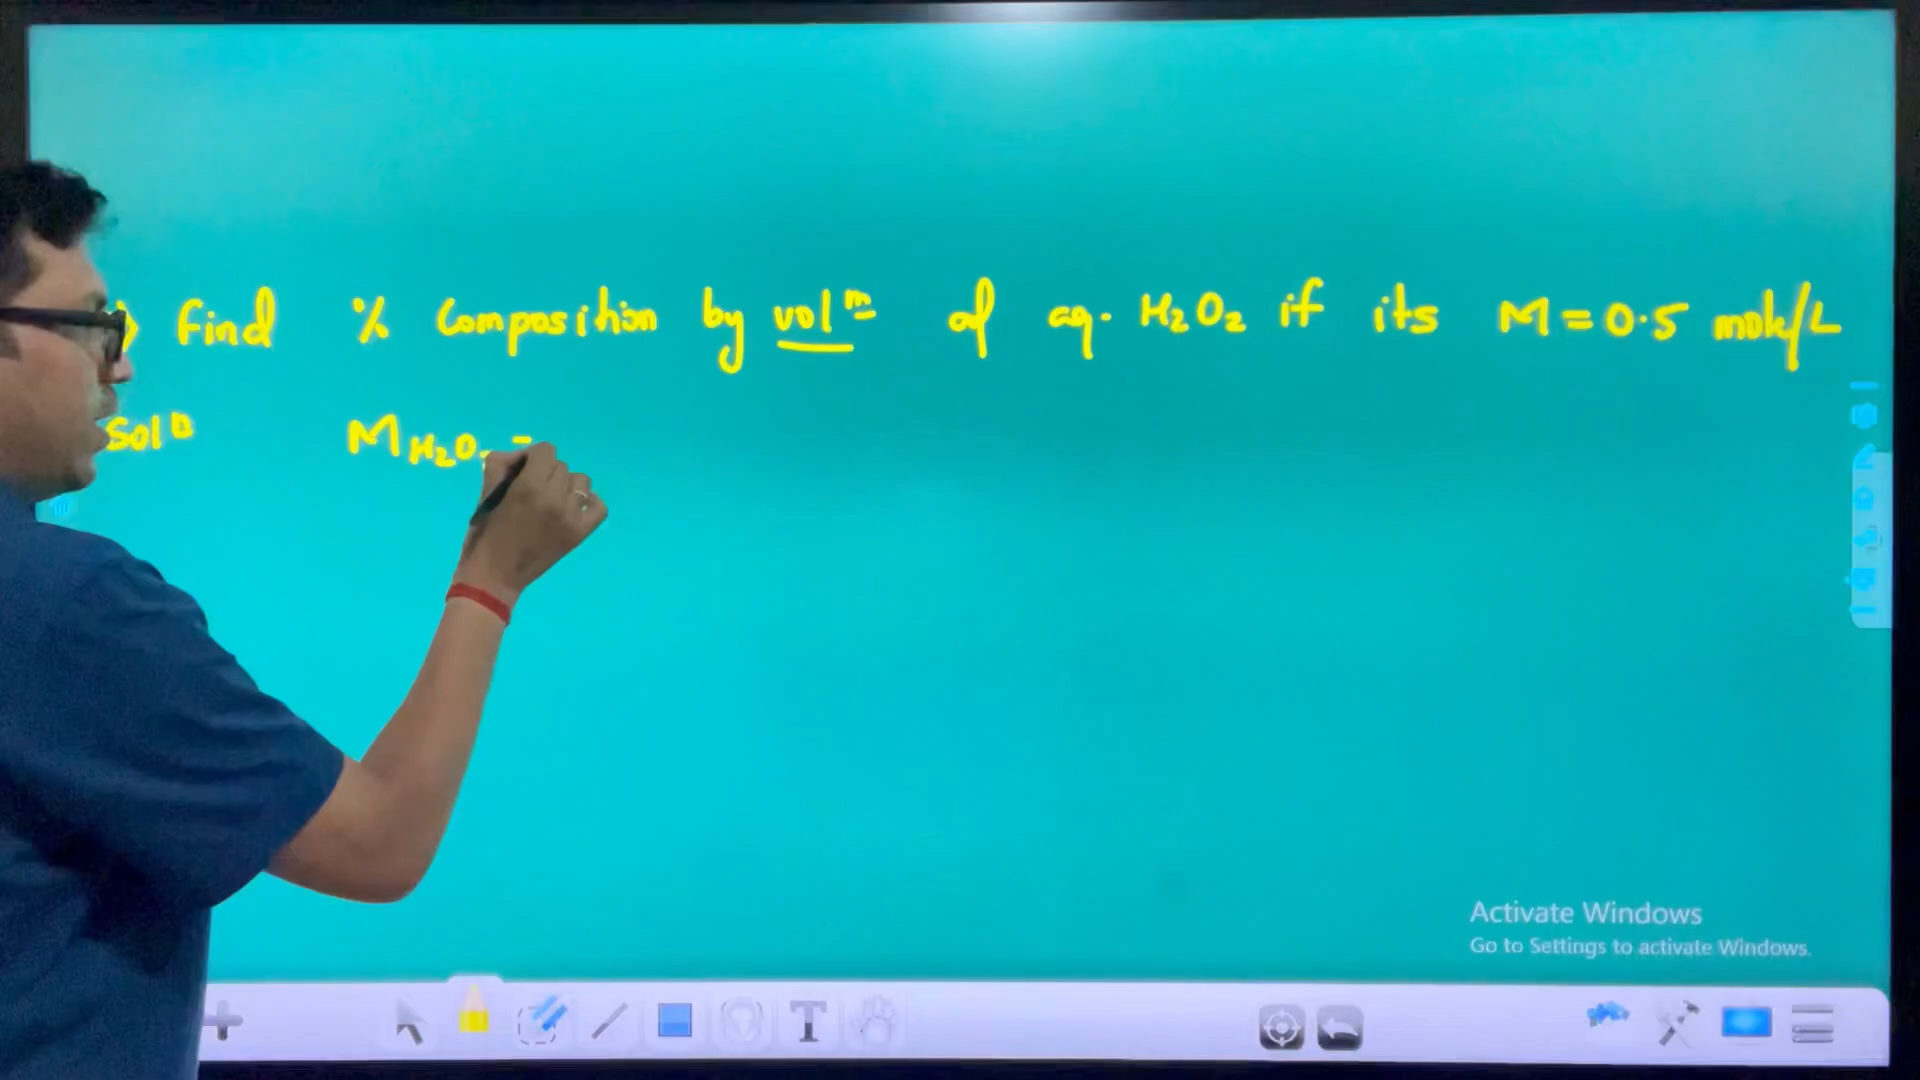 Find % Composition by volᵐ of aq. H₂O₂ if its M = 0.5 mole/L
Solⁿ M H₂O₂ =
Activate Windows
Go to Settings to activate Windows.
T